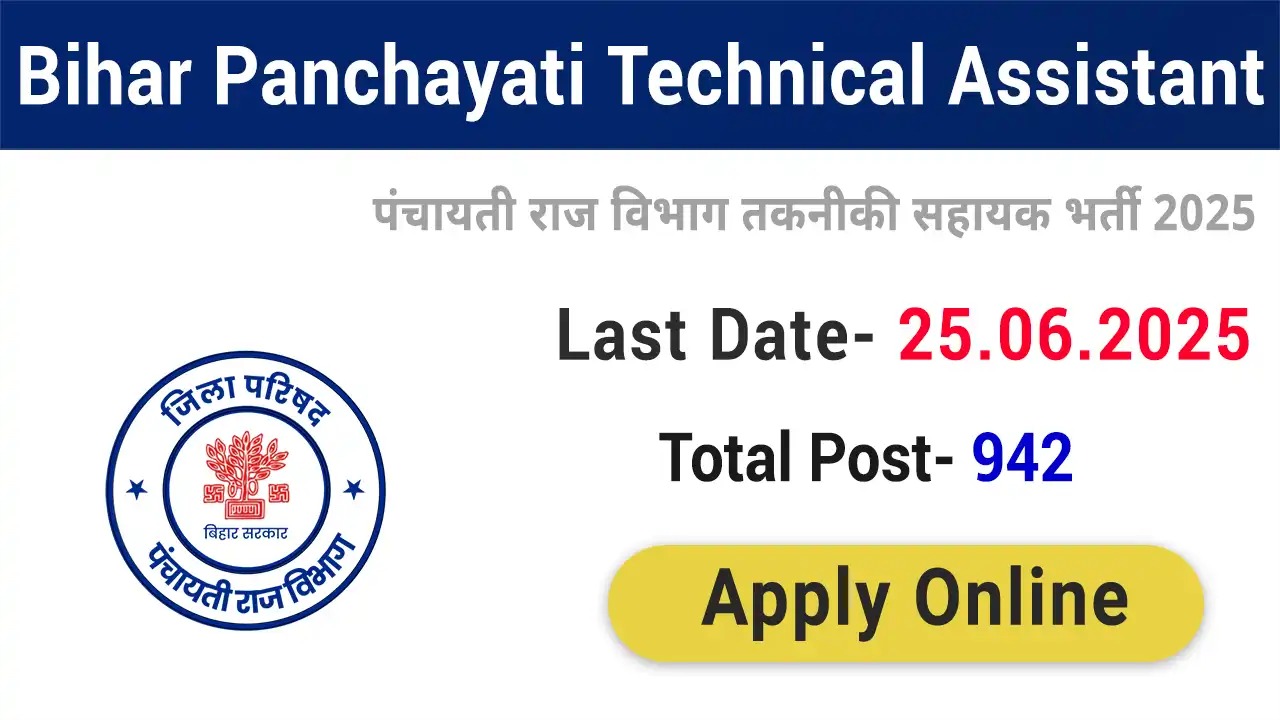 Bihar Panchayati Technical Assistant
पंचायती राज विभाग तकनीकी सहायक भर्ती 2025
Last Date- 25.06.2025
जिला परिषद
बिहार सरकार
पंचायती राज विभाग
Total Post- 942
Apply Online